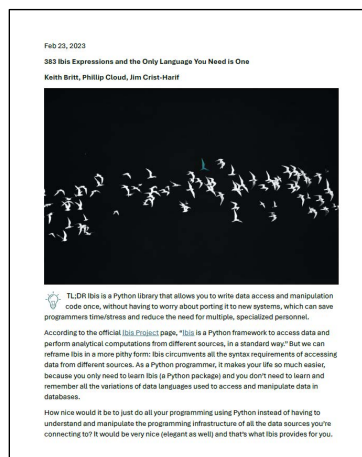 Feb 23, 2023
383 Ibis Expressions and the Only Language You Need is One
Keith Britt, Phillip Cloud, Jim Crist-Harif
TL;DR Ibis is a Python library that allows you to write data access and manipulation
code once, without having to worry about porting it to new systems, which can save
programmers time/stress and reduce the need for multiple, specialized personnel.
According to the official Ibis Project page, “Ibis is a Python framework to access data and
perform analytical computations from different sources, in a standard way.” But we can
reframe Ibis in a more pithy form: Ibis circumvents all the syntax requirements of accessing
data from different sources. As a Python programmer, it makes your life so much easier,
because you only need to learn Ibis (a Python package) and you don't need to learn and
remember all the variations of data languages used to access and manipulate data in
databases.
How nice would it be to just do all your programming using Python instead of having to
understand and manipulate the programming infrastructure of all the data sources you're
connecting to? It would be very nice (elegant as well) and that's what Ibis provides for you.